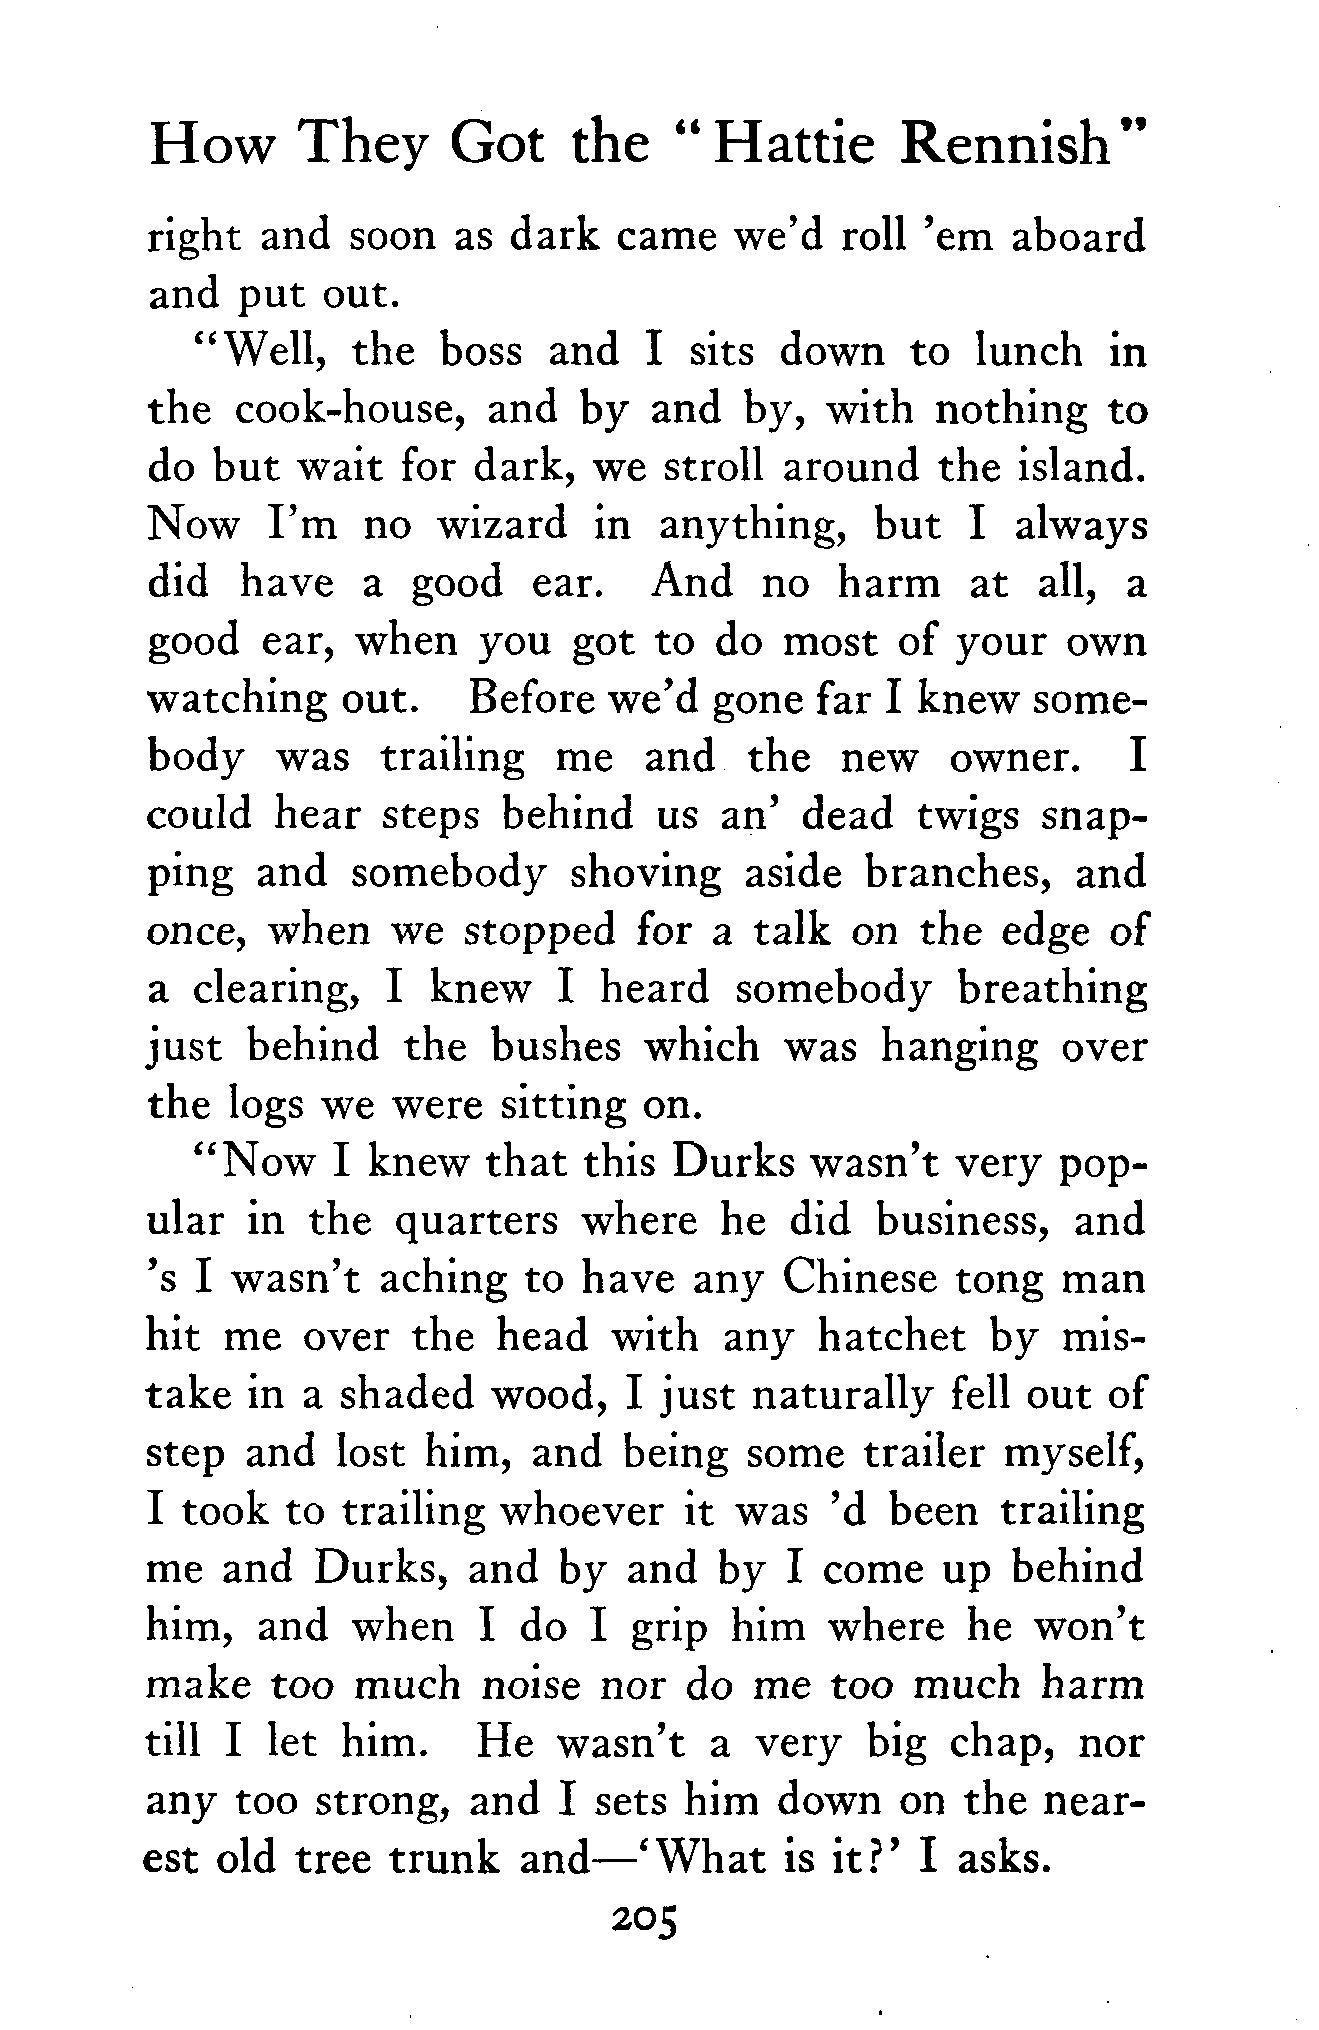 How They Got the “Hattie Rennish”
right and soon as dark came we’d roll ’em aboard
and put out.
“Well, the boss and I sits down to lunch in
the cook-house, and by and by, with nothing to
do but wait for dark, we stroll around the island.
Now I’m no wizard in anything, but I always
did have a good ear. And no harm at all, a
good ear, when you got to do most of your own
watching out. Before we’d gone far I knew some-
body was trailing me and the new owner. I
could hear steps behind us an’ dead twigs snap-
ping and somebody shoving aside branches, and
once, when we stopped for a talk on the edge of
a clearing, I knew I heard somebody breathing
just behind the bushes which was hanging over
the logs we were sitting on.
“Now I knew that this Durks wasn’t very pop-
ular in the quarters where he did business, and
’s I wasn’t aching to have any Chinese tong man
hit me over the head with any hatchet by mis-
take in a shaded wood, I just naturally fell out of
step and lost him, and being some trailer myself,
I took to trailing whoever it was ’d been trailing
me and Durks, and by and by I come up behind
him, and when I do I grip him where he won’t
make too much noise nor do me too much harm
till I let him. He wasn’t a very big chap, nor
any too strong, and I sets him down on the near-
est old tree trunk and—‘What is it?’ I asks.
205